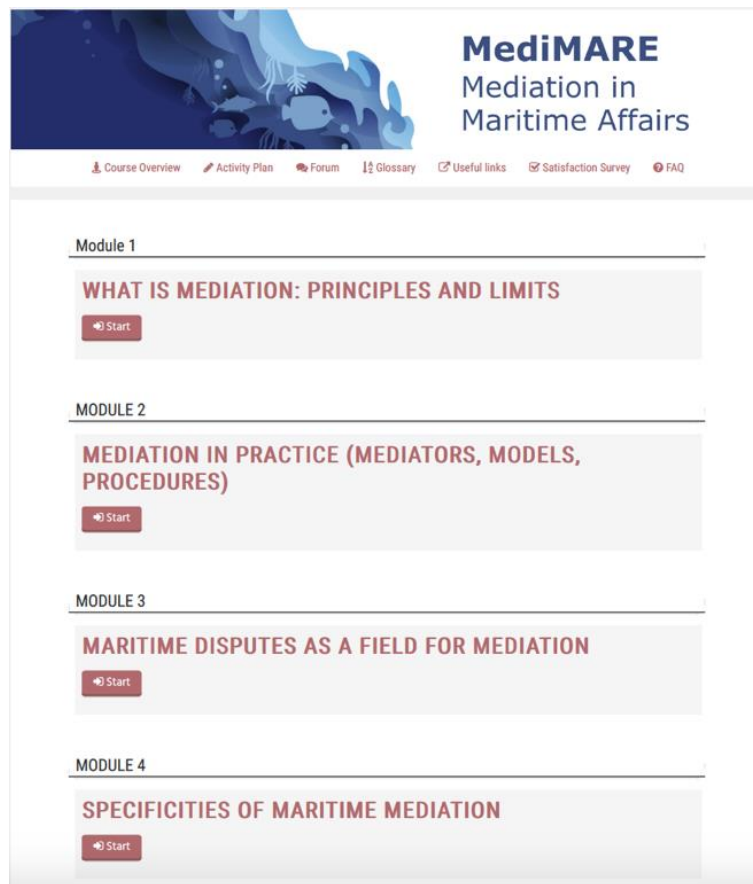 MediMARE
Mediation in
Maritime Affairs
Course Overview Activity Plan Forum Glossary Useful links Satisfaction Survey FAQ
Module 1
WHAT IS MEDIATION: PRINCIPLES AND LIMITS
Start
MODULE 2
MEDIATION IN PRACTICE (MEDIATORS, MODELS,
PROCEDURES)
Start
MODULE 3
MARITIME DISPUTES AS A FIELD FOR MEDIATION
Start
MODULE 4
SPECIFICITIES OF MARITIME MEDIATION
Start